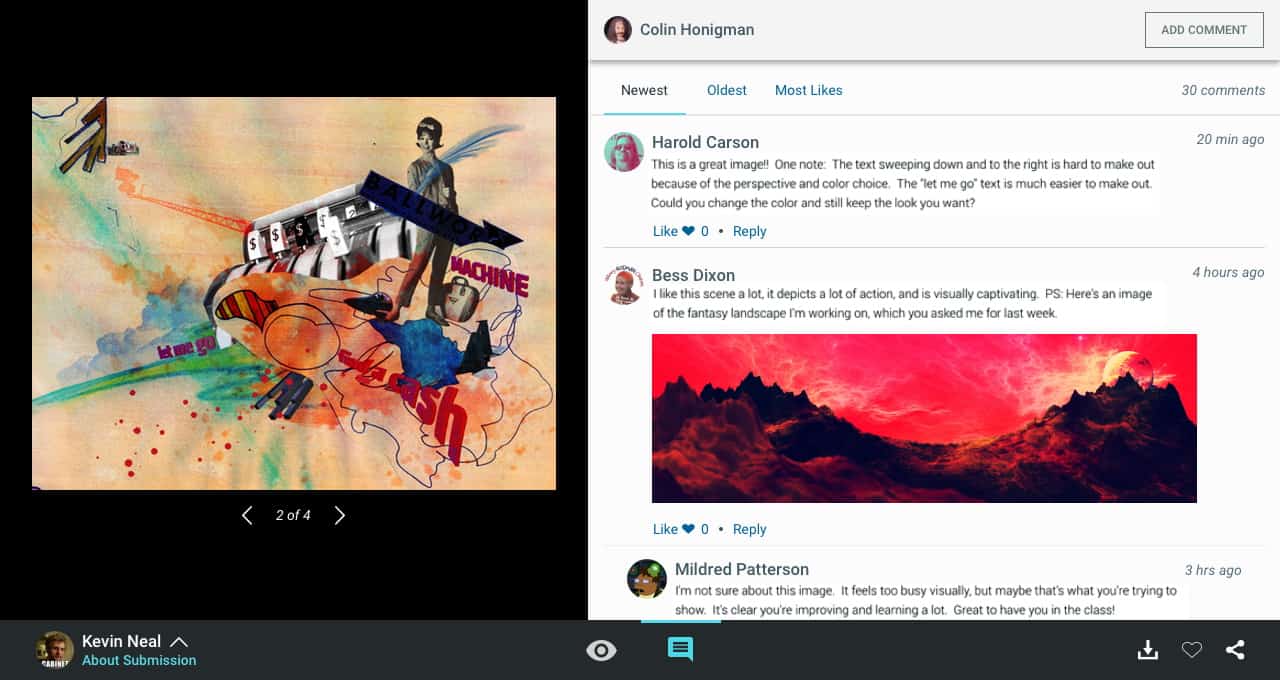 Colin Honigman
ADD COMMENT
Newest
Oldest
Most Likes
30 comments
Harold Carson
20 min ago
This is a great image!! One note: The text sweeping down and to the right is hard to make out
because of the perspective and color choice. The "let me go" text is much easier to make out.
Could you change the color and still keep the look you want?
Like 0 • Reply
Bess Dixon
4 hours ago
I like this scene a lot, it depicts a lot of action, and is visually captivating. PS: Here's an image
of the fantasy landscape I'm working on, which you asked me for last week.
Like 0 • Reply
Mildred Patterson
3 hrs ago
I'm not sure about this image. It feels too busy visually, but maybe that's what you're trying to
show. It's clear you're improving and learning a lot. Great to have you in the class!
BALLWORK
MACHINE
$ $ $ $
let me go
cash
2 of 4
Kevin Neal
About Submission